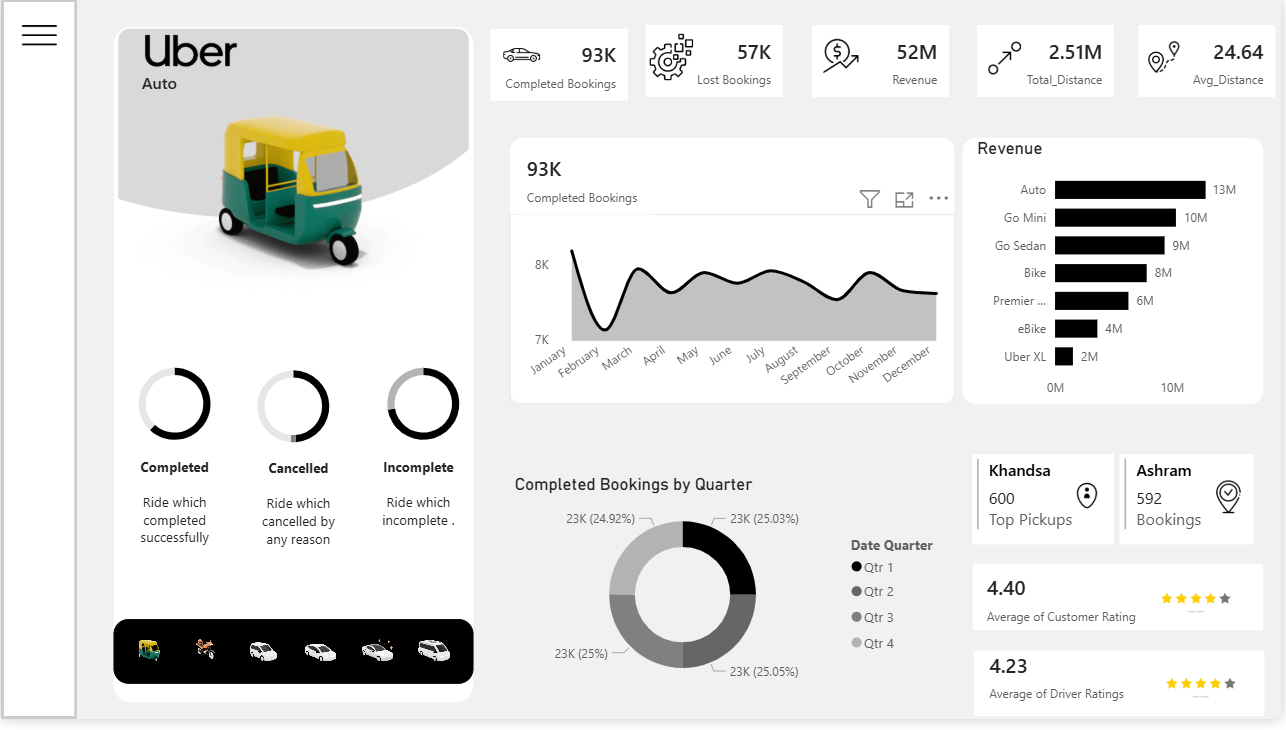 Uber
Auto
Completed
Ride which
completed
successfully
Cancelled
Ride which
cancelled by
any reason
Incomplete
Ride which
incomplete .
93K
Completed Bookings
57K
Lost Bookings
52M
Revenue
2.51M
Total_Distance
24.64
Avg_Distance
93K
Completed Bookings
8K
7K
January
February
March
April
May
June
July
August
September
October
November
December
Revenue
Auto 13M
Go Mini 10M
Go Sedan 9M
Bike 8M
Premier ... 6M
eBike 4M
Uber XL 2M
0M 10M
Completed Bookings by Quarter
23K (24.92%) 23K (25.03%)
23K (25%) 23K (25.05%)
Date Quarter
Qtr 1
Qtr 2
Qtr 3
Qtr 4
Khandsa
600
Top Pickups
Ashram
592
Bookings
4.40
Average of Customer Rating
4.23
Average of Driver Ratings